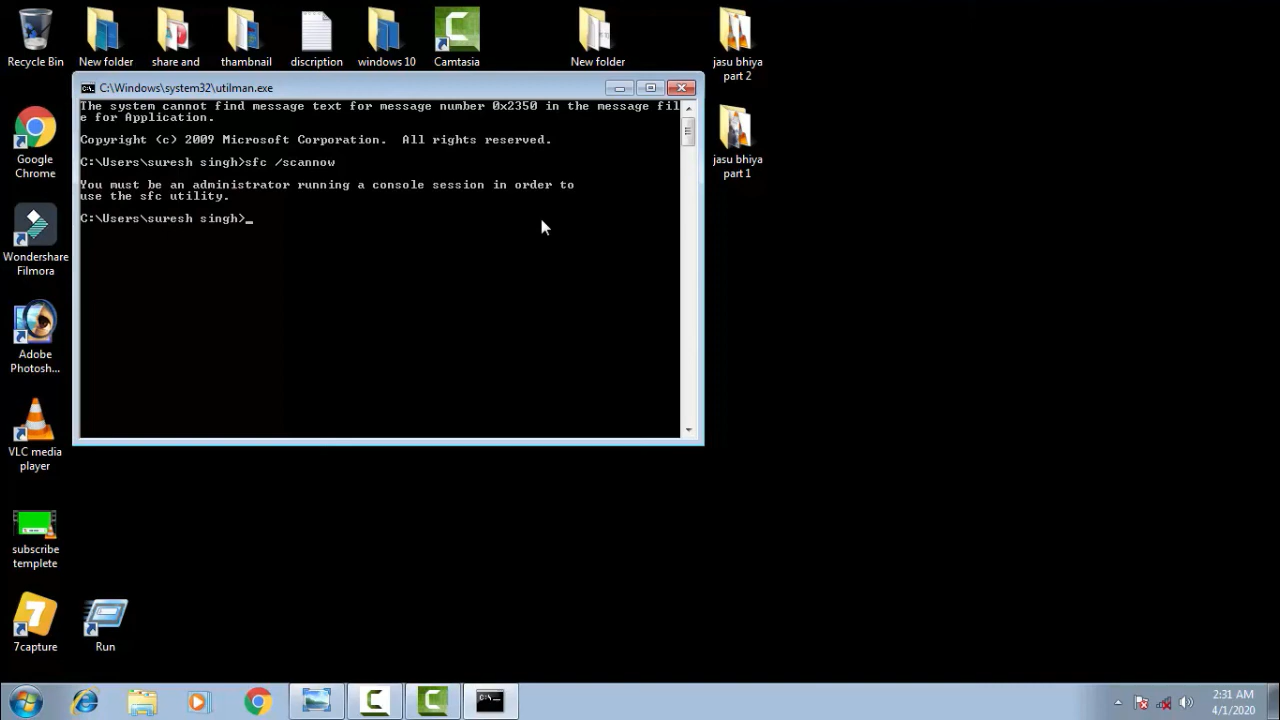 Recycle Bin
New folder
share and
thambnail
discription
windows 10
Camtasia
New folder
jasu bhiya
part 2
C:\Windows\system32\utilman.exe
The system cannot find message text for message number 0x2350 in the message fil
e for Application.
Copyright (c) 2009 Microsoft Corporation.  All rights reserved.
C:\Users\suresh singh>sfc /scannow
You must be an administrator running a console session in order to
use the sfc utility.
C:\Users\suresh singh>_
Google
Chrome
jasu bhiya
part 1
Wondershare
Filmora
Adobe
Photosh...
VLC media
player
subscribe
templete
7capture
Run
2:31 AM
4/1/2020